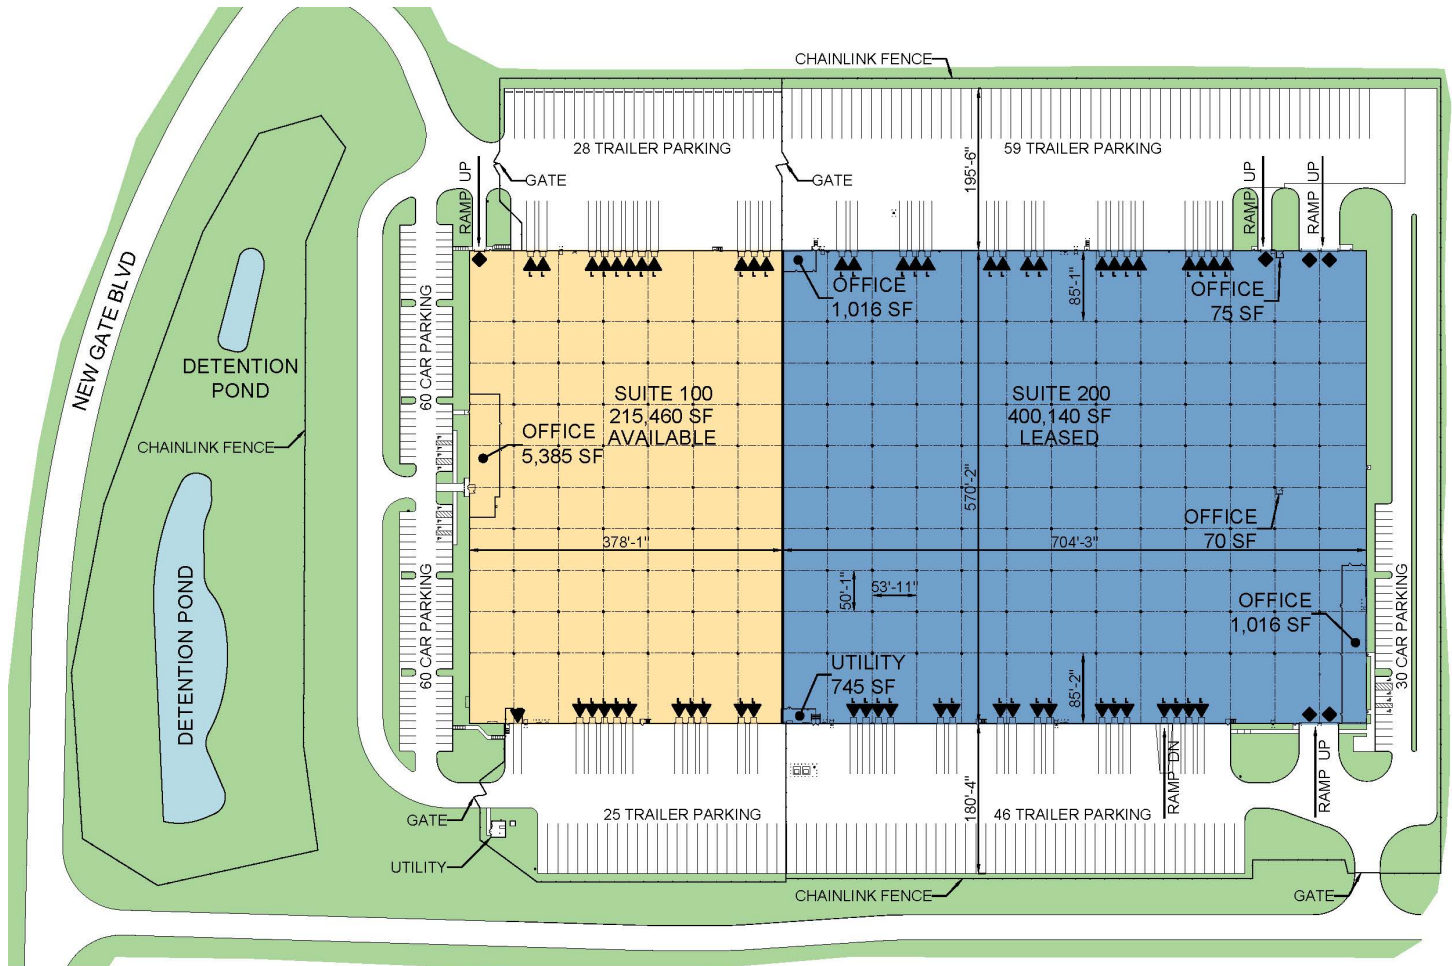 CHAINLINK FENCE
28 TRAILER PARKING
59 TRAILER PARKING
GATE
GATE
RAMP UP
195'-6"
RAMP UP
RAMP UP
NEW GATE BLVD
DETENTION
POND
CHAINLINK FENCE
60 CAR PARKING
OFFICE
1,016 SF
85'-1"
OFFICE
75 SF
SUITE 100
215,460 SF
AVAILABLE
OFFICE
5,385 SF
SUITE 200
400,140 SF
LEASED
570'-2"
OFFICE
70 SF
378'-1"
704'-3"
50'-1"
53'-11"
DETENTION POND
60 CAR PARKING
OFFICE
1,016 SF
30 CAR PARKING
UTILITY
745 SF
85'-2"
RAMP DN
RAMP UP
180'-4"
GATE
25 TRAILER PARKING
46 TRAILER PARKING
UTILITY
CHAINLINK FENCE
GATE